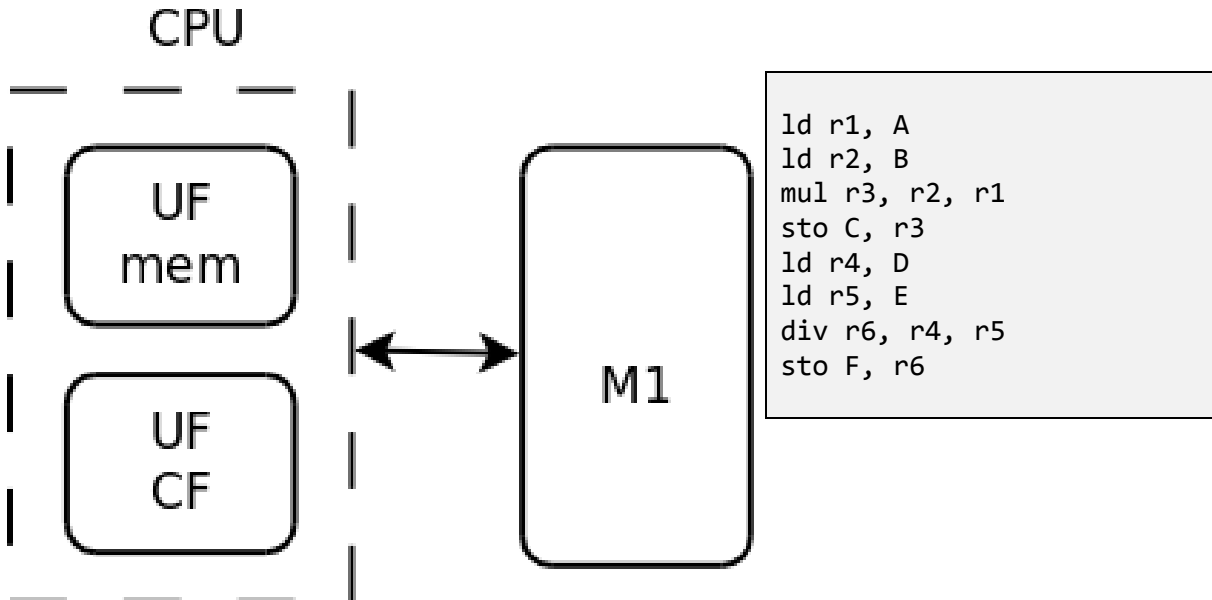 CPU
UF
mem
UF
CF
M1
ld r1, A
ld r2, B
mul r3, r2, r1
sto C, r3
ld r4, D
ld r5, E
div r6, r4, r5
sto F, r6